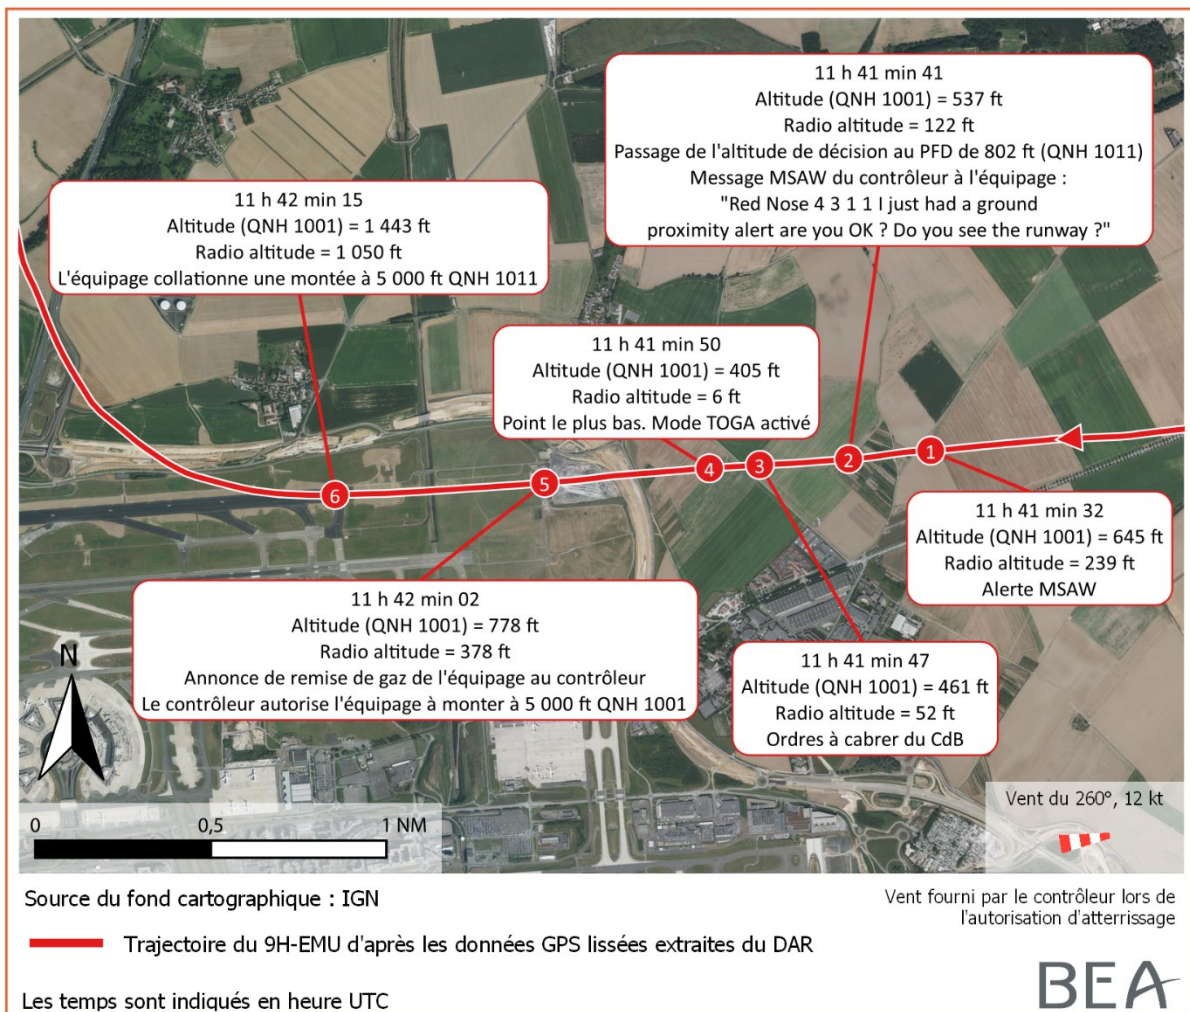 11 h 41 min 41
Altitude (QNH 1001) = 537 ft
Radio altitude = 122 ft
Passage de l'altitude de décision au PFD de 802 ft (QNH 1011)
Message MSAW du contrôleur à l'équipage :
"Red Nose 4 3 1 1 I just had a ground
proximity alert are you OK ? Do you see the runway ?"
11 h 42 min 15
Altitude (QNH 1001) = 1 443 ft
Radio altitude = 1 050 ft
L'équipage collationne une montée à 5 000 ft QNH 1011
11 h 41 min 50
Altitude (QNH 1001) = 405 ft
Radio altitude = 6 ft
Point le plus bas. Mode TOGA activé
6
5
4
3
2
1
11 h 41 min 32
Altitude (QNH 1001) = 645 ft
Radio altitude = 239 ft
Alerte MSAW
11 h 42 min 02
Altitude (QNH 1001) = 778 ft
Radio altitude = 378 ft
Annonce de remise de gaz de l'équipage au contrôleur
Le contrôleur autorise l'équipage à monter à 5 000 ft QNH 1001
11 h 41 min 47
Altitude (QNH 1001) = 461 ft
Radio altitude = 52 ft
Ordres à cabrer du CdB
N
0 0,5 1 NM
Vent du 260°, 12 kt
Source du fond cartographique : IGN
Vent fourni par le contrôleur lors de
l'autorisation d'atterrissage
Trajectoire du 9H-EMU d'après les données GPS lissées extraites du DAR
Les temps sont indiqués en heure UTC
BEA